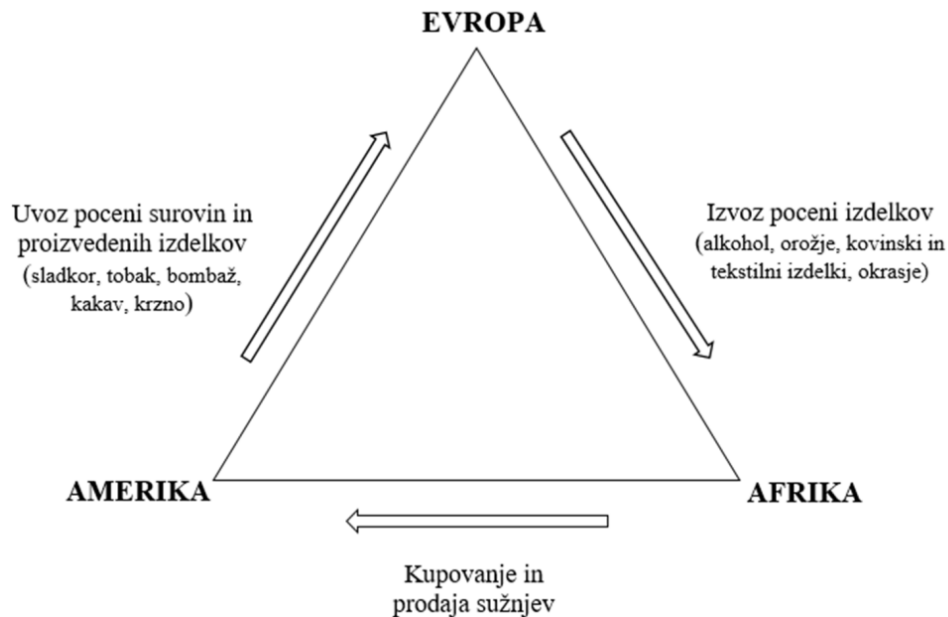 EVROPA
Uvoz poceni surovin in
proizvedenih izdelkov
(sladkor, tobak, bombaž,
kakav, krzno)
Izvoz poceni izdelkov
(alkohol, orožje, kovinski in
tekstilni izdelki, okrasje)
AMERIKA
AFRIKA
Kupovanje in
prodaja sužnjev